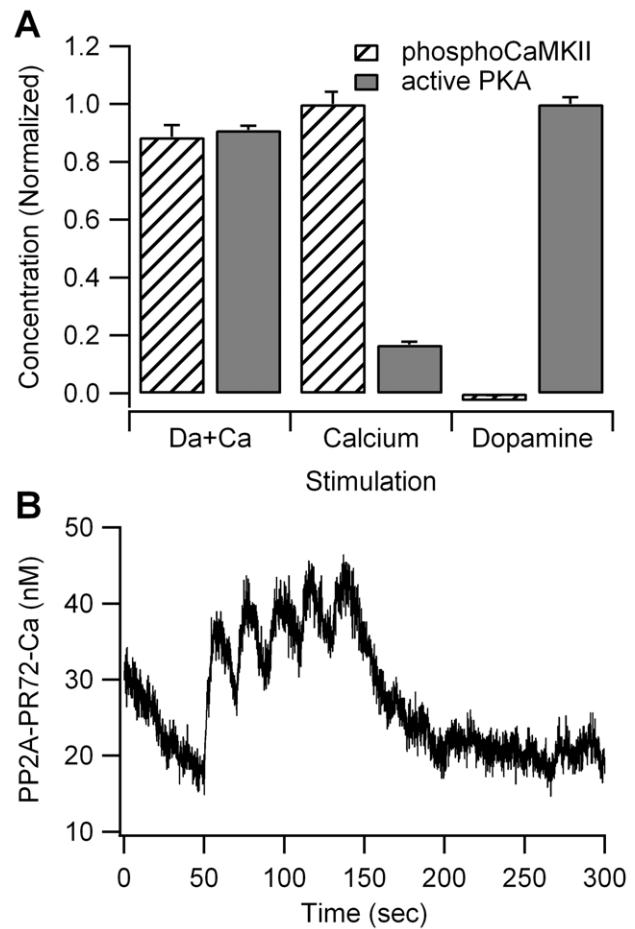 A
Concentration (Normalized)
1.2
1.0
0.8
0.6
0.4
0.2
0.0
phosphoCaMKII
active PKA
Da+Ca
Calcium
Dopamine
Stimulation
B
PP2A-PR72-Ca (nM)
50
40
30
20
10
0
50
100
150
200
250
300
Time (sec)